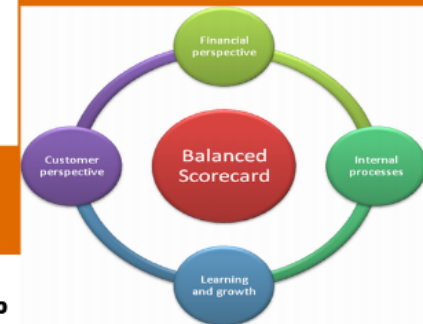 Financial
perspective
Customer
perspective
Balanced
Scorecard
Internal
processes
Learning
and growth